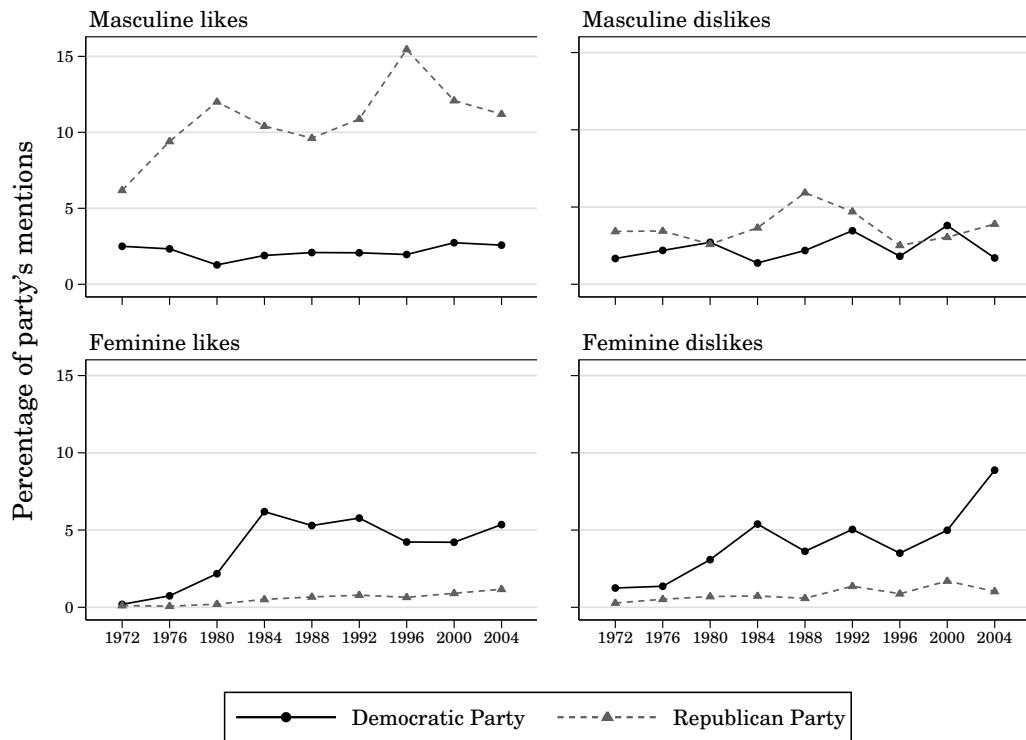 Masculine likes
Masculine dislikes
15
10
5
0
Feminine likes
Feminine dislikes
15
10
5
0
1972 1976 1980 1984 1988 1992 1996 2000 2004
1972 1976 1980 1984 1988 1992 1996 2000 2004
Percentage of party's mentions
Democratic Party
Republican Party